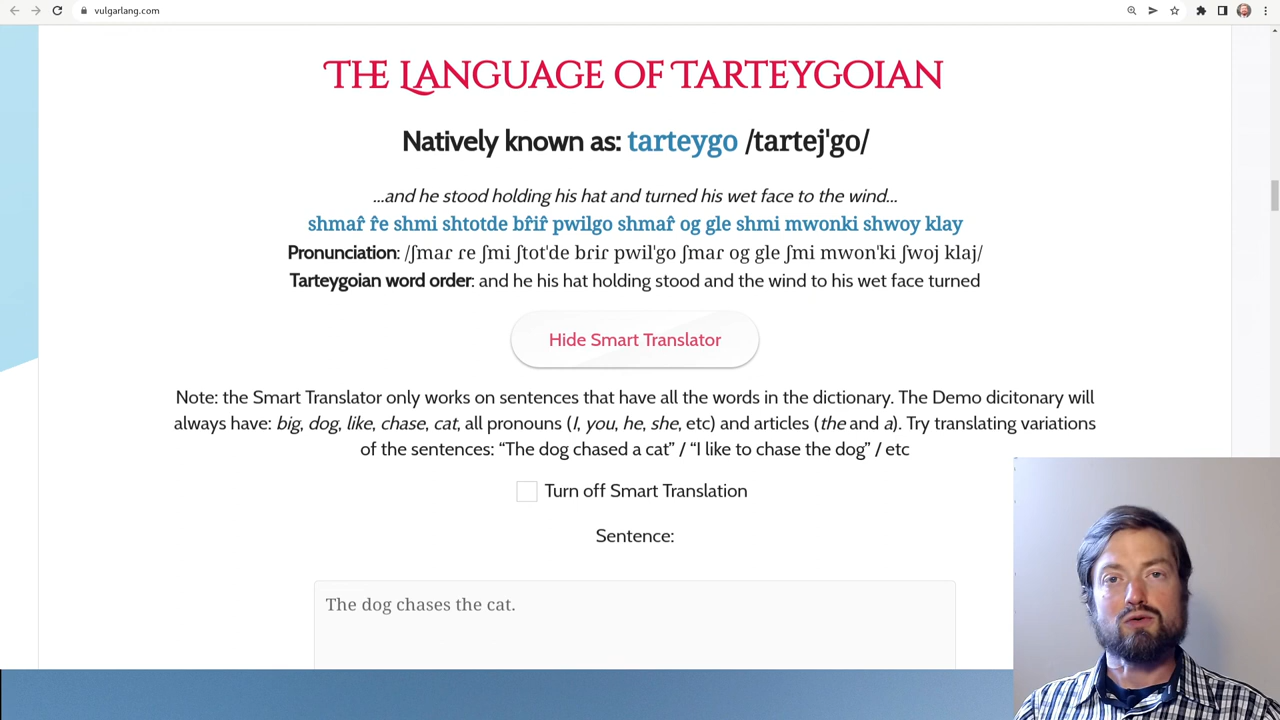 vulgarlang.com
THE LANGUAGE OF TARTEYGOIAN
Natively known as: tarteygo /tartej'go/
...and he stood holding his hat and turned his wet face to the wind...
shmar̂ r̂e shmi shtotde br̂ir̂ pwilgo shmar̂ og gle shmi mwonki shwoy klay
Pronunciation: /ʃmaɾ ɾe ʃmi ʃtot'de bɾiɾ pwil'go ʃmaɾ og gle ʃmi mwon'ki ʃwoj klaj/
Tarteygoian word order: and he his hat holding stood and the wind to his wet face turned
Hide Smart Translator
Note: the Smart Translator only works on sentences that have all the words in the dictionary. The Demo dicitonary will
always have: big, dog, like, chase, cat, all pronouns (I, you, he, she, etc) and articles (the and a). Try translating variations
of the sentences: “The dog chased a cat” / “I like to chase the dog” / etc
Turn off Smart Translation
Sentence:
The dog chases the cat.